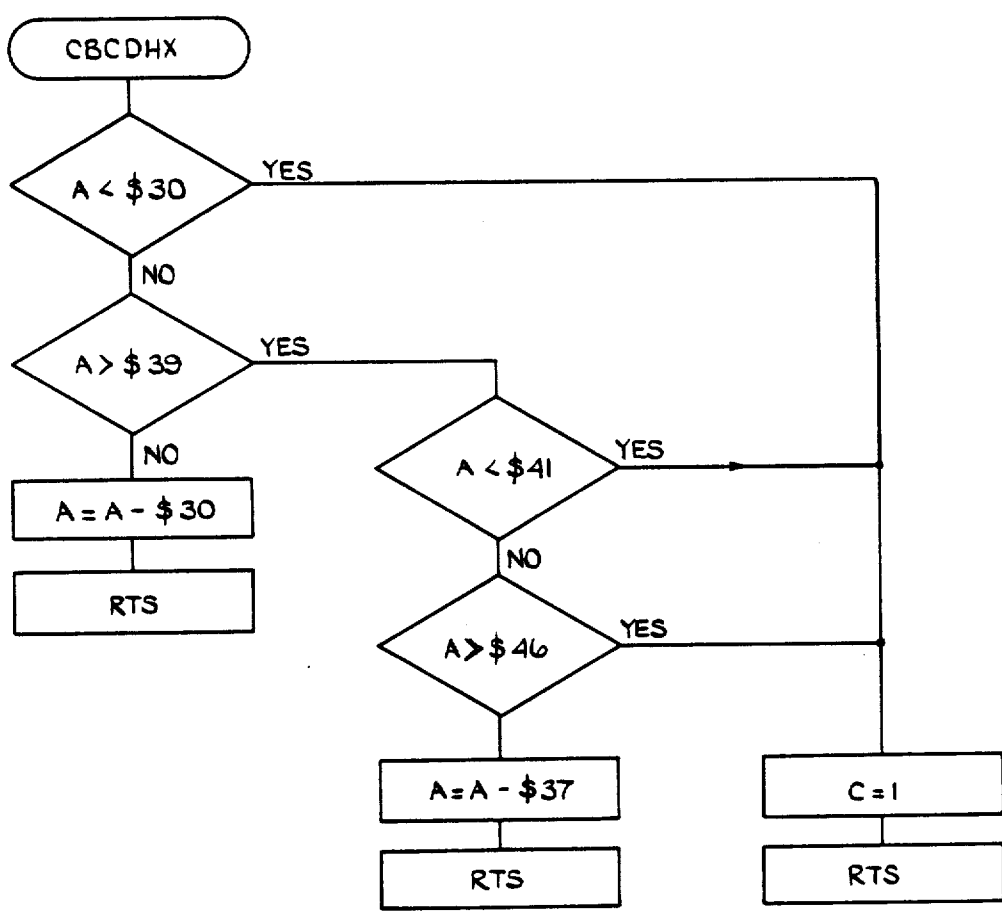 CBCDHX
A < $30
YES
NO
A > $39
YES
NO
A = A - $30
RTS
A < $41
YES
NO
A > $46
YES
A = A - $37
RTS
C = 1
RTS